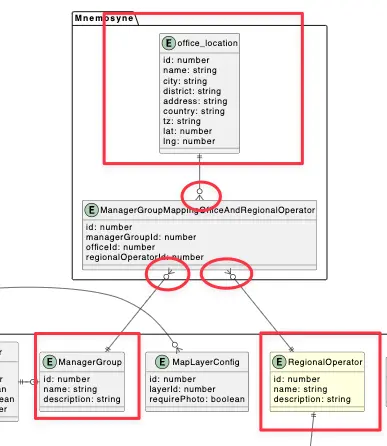 Mnemosyne
E office_location
id: number
name: string
city: string
district: string
address: string
country: string
tz: string
lat: number
lng: number
E ManagerGroupMappingOfficeAndRegionalOperator
id: number
managerGroupId: number
officeId: number
regionalOperatorId: number
E ManagerGroup
id: number
name: string
description: string
E MapLayerConfig
id: number
layerId: number
requirePhoto: boolean
E RegionalOperator
id: number
name: string
description: string